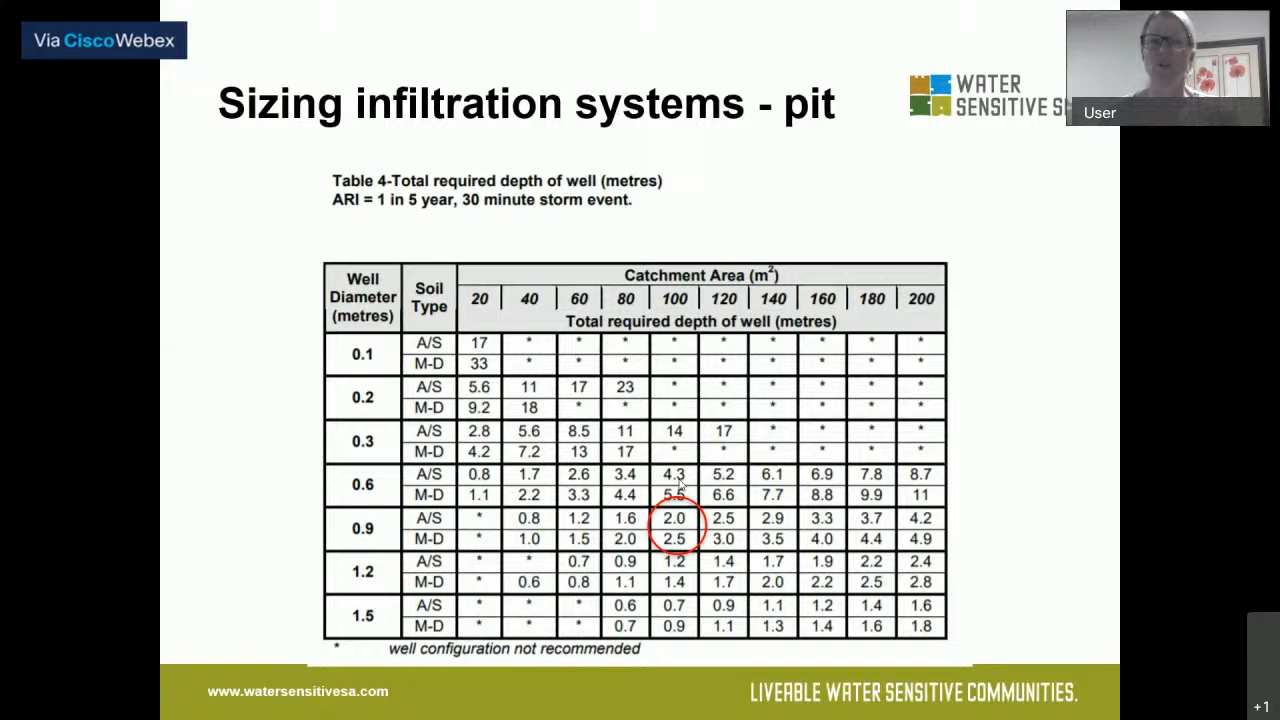 Via CiscoWebex
Sizing infiltration systems - pit
WATER
SENSITIVE S
User
Table 4-Total required depth of well (metres)
ARI = 1 in 5 year, 30 minute storm event.
Well Diameter (metres) Soil Type Catchment Area (m2)
20 40 60 80 100 120 140 160 180 200
Total required depth of well (metres)
0.1 A/S 17 * * * * * * * * *
M-D 33 * * * * * * * * *
0.2 A/S 5.6 11 17 23 * * * * * *
M-D 9.2 18 * * * * * * * *
0.3 A/S 2.8 5.6 8.5 11 14 17 * * * *
M-D 4.2 7.2 13 17 * * * * * *
0.6 A/S 0.8 1.7 2.6 3.4 4.3 5.2 6.1 6.9 7.8 8.7
M-D 1.1 2.2 3.3 4.4 5.5 6.6 7.7 8.8 9.9 11
0.9 A/S * 0.8 1.2 1.6 2.0 2.5 2.9 3.3 3.7 4.2
M-D * 1.0 1.5 2.0 2.5 3.0 3.5 4.0 4.4 4.9
1.2 A/S * * 0.7 0.9 1.2 1.4 1.7 1.9 2.2 2.4
M-D * 0.6 0.8 1.1 1.4 1.7 2.0 2.2 2.5 2.8
1.5 A/S * * * 0.6 0.7 0.9 1.1 1.2 1.4 1.6
M-D * * * 0.7 0.9 1.1 1.3 1.4 1.6 1.8
* well configuration not recommended
www.watersensitivesa.com
LIVEABLE WATER SENSITIVE COMMUNITIES.
+1